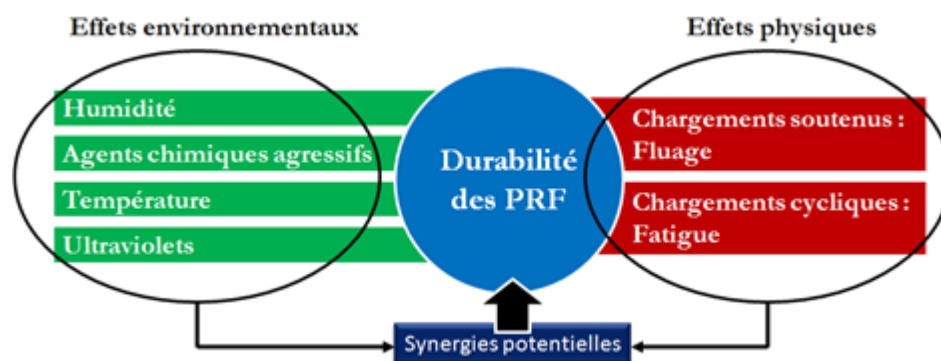 Effets environnementaux
Humidité
Agents chimiques agressifs
Température
Ultraviolets
Durabilité
des PRF
Effets physiques
Chargements soutenus :
Fluage
Chargements cycliques :
Fatigue
Synergies potentielles